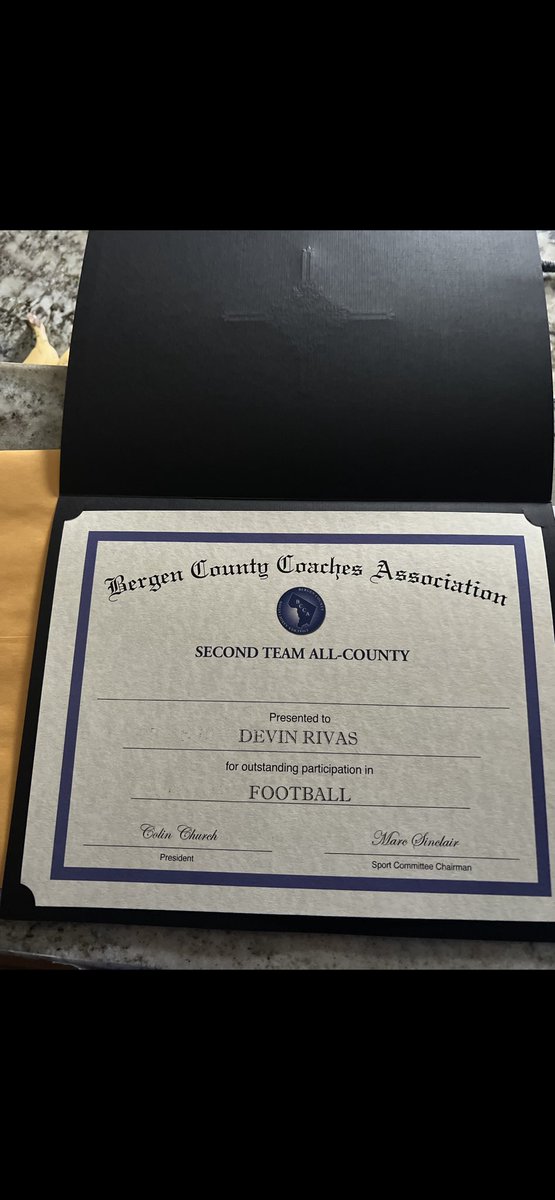 Bergen County Coaches Association
SECOND TEAM ALL-COUNTY
Presented to
DEVIN RIVAS
for outstanding participation in
FOOTBALL
Colin Church Marc Sinclair
President Sport Committee Chairman